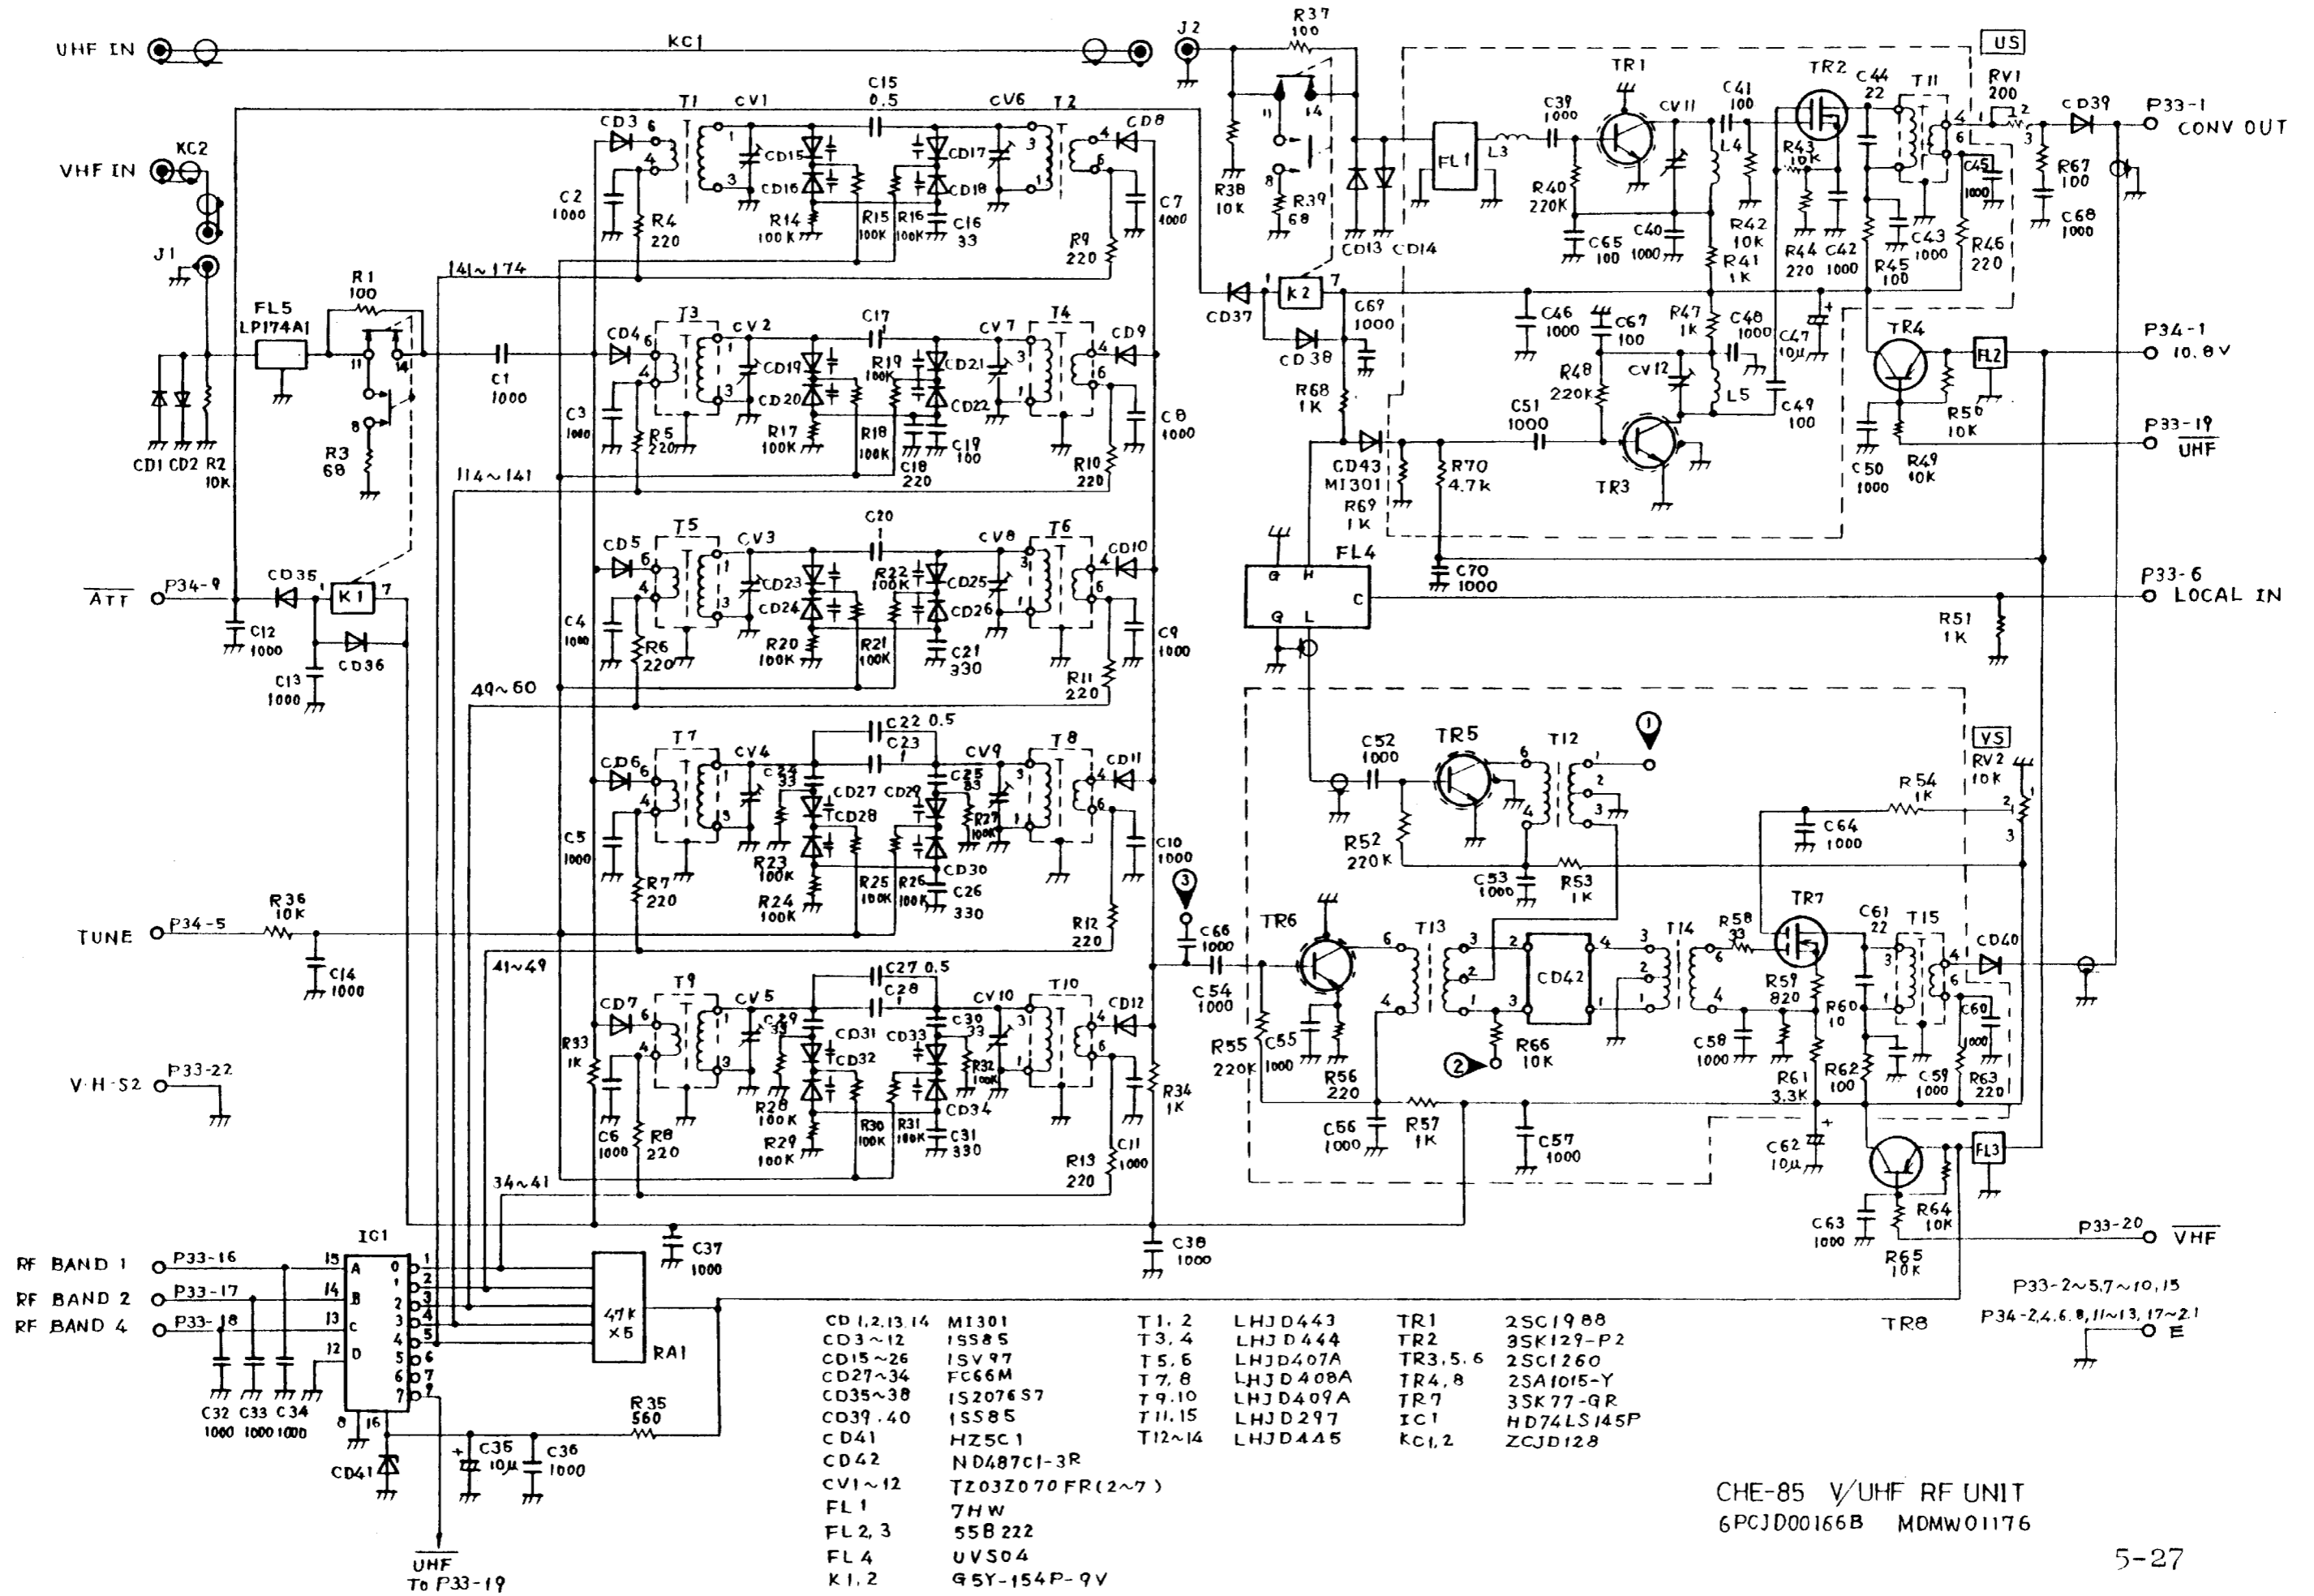 UHF IN
KC1
J2
R37
100
US
VHF IN
KC2
J1
C15
0.5
T1
CV1
CV6
T2
CD3
CD8
CD15
CD16
CD17
CD18
C2
1000
R4
220
R14
100K
R15
100K
R16
100K
C16
33
R9
220
C7
1000
141~174
R38
10K
R39
68
CD13 CD14
FL1
L3
C39
1000
TR1
CV11
C41
100
L4
TR2
C44
22
T11
RV1
200
CD39
P33-1
CONV OUT
R40
220K
C65
100
C40
1000
R42
10K
R41
1K
R43
10K
R44
220
C42
1000
R45
100
C43
1000
C45
1000
R46
220
R67
100
C68
1000
FL5
LP174A1
R1
100
R3
68
C1
1000
CD1 CD2 R2
10K
CD4
T3
CV2
C17
1
CV7
T4
CD9
CD19
CD20
R19
100K
CD21
CD22
C3
1000
R5
220
R17
100K
R18
100K
C18
220
C19
100
R10
220
C8
1000
114~141
CD37
K2
CD38
C69
1000
R68
1K
C46
1000
C67
100
R47
1K
C48
1000
C47
10μ
R48
220K
CV12
L5
C51
1000
C49
100
TR3
CD43
MI301
R69
1K
R70
4.7K
TR4
FL2
P34-1
10.8V
R50
10K
C50
1000
R49
10K
P33-19
UHF
ATT
P34-9
CD35
K1
CD36
C12
1000
C13
1000
CD5
T5
CV3
C20
1
CV8
T6
CD10
CD23
CD24
R22
100K
CD25
CD26
C4
1000
R6
220
R20
100K
R21
100K
C21
330
R11
220
C9
1000
49~60
FL4
G H
C
G L
C70
1000
P33-6
LOCAL IN
R51
1K
CD6
T7
CV4
C22 0.5
C23
1
CV9
T8
CD11
C24
33
CD27
CD28
CD29
C25
33
R27
100K
CD30
C5
1000
R7
220
R23
100K
R24
100K
R25
100K
R26
100K
C26
330
R12
220
C10
1000
41~49
C52
1000
TR5
T12
1
VS
RV2
10K
R54
1K
R52
220K
C53
1000
R53
1K
C64
1000
TUNE
P34-5
R36
10K
C14
1000
3
C66
1000
C54
1000
TR6
T13
CD42
T14
R58
33
TR7
C61
22
T15
CD40
R55
220K
C55
1000
R56
220
2
R66
10K
C58
1000
R59
820
R60
10
R61
3.3K
R62
100
C59
1000
C60
1000
R63
220
C56
1000
R57
1K
C57
1000
C62
10μ
FL3
R64
10K
C63
1000
R65
10K
P33-20
VHF
V·H·S2
P33-22
R33
1K
CD7
T9
CV5
C27 0.5
C28
1
CV10
T10
CD12
C29
33
CD31
CD32
CD33
C30
33
R32
100K
CD34
C6
1000
R8
220
R28
100K
R29
100K
R30
100K
R31
100K
C31
330
R13
220
C11
1000
R34
1K
34~41
RF BAND 1
P33-16
RF BAND 2
P33-17
RF BAND 4
P33-18
IC1
15 A
14 B
13 C
12 D
C32
1000
C33
1000
C34
1000
C37
1000
C38
1000
47K
×5
RA1
R35
560
CD41
C35
10μ
C36
1000
UHF
To P33-19
P33-2~5,7~10,15
P34-2,4,6,8,11~13,17~21
E
TR8
CD1,2,13,14 MI301
CD3~12 1SS85
CD15~26 1SV97
CD27~34 FC66M
CD35~38 1S2076S7
CD39.40 1SS85
CD41 HZ5C1
CD42 ND487C1-3R
CV1~12 TZ03Z070FR(2~7)
FL1 7HW
FL2,3 55B222
FL4 UVS04
K1,2 G5Y-154P-9V
T1.2 LHJD443
T3,4 LHJD444
T5,6 LHJD407A
T7,8 LHJD408A
T9.10 LHJD409A
T11.15 LHJD297
T12~14 LHJD445
TR1 2SC1988
TR2 3SK129-P2
TR3,5.6 2SC1260
TR4,8 2SA1015-Y
TR7 3SK77-GR
IC1 HD74LS145P
KC1,2 ZCJD128
CHE-85 V/UHF RF UNIT
6PCJD00166B MDMW01176
5-27